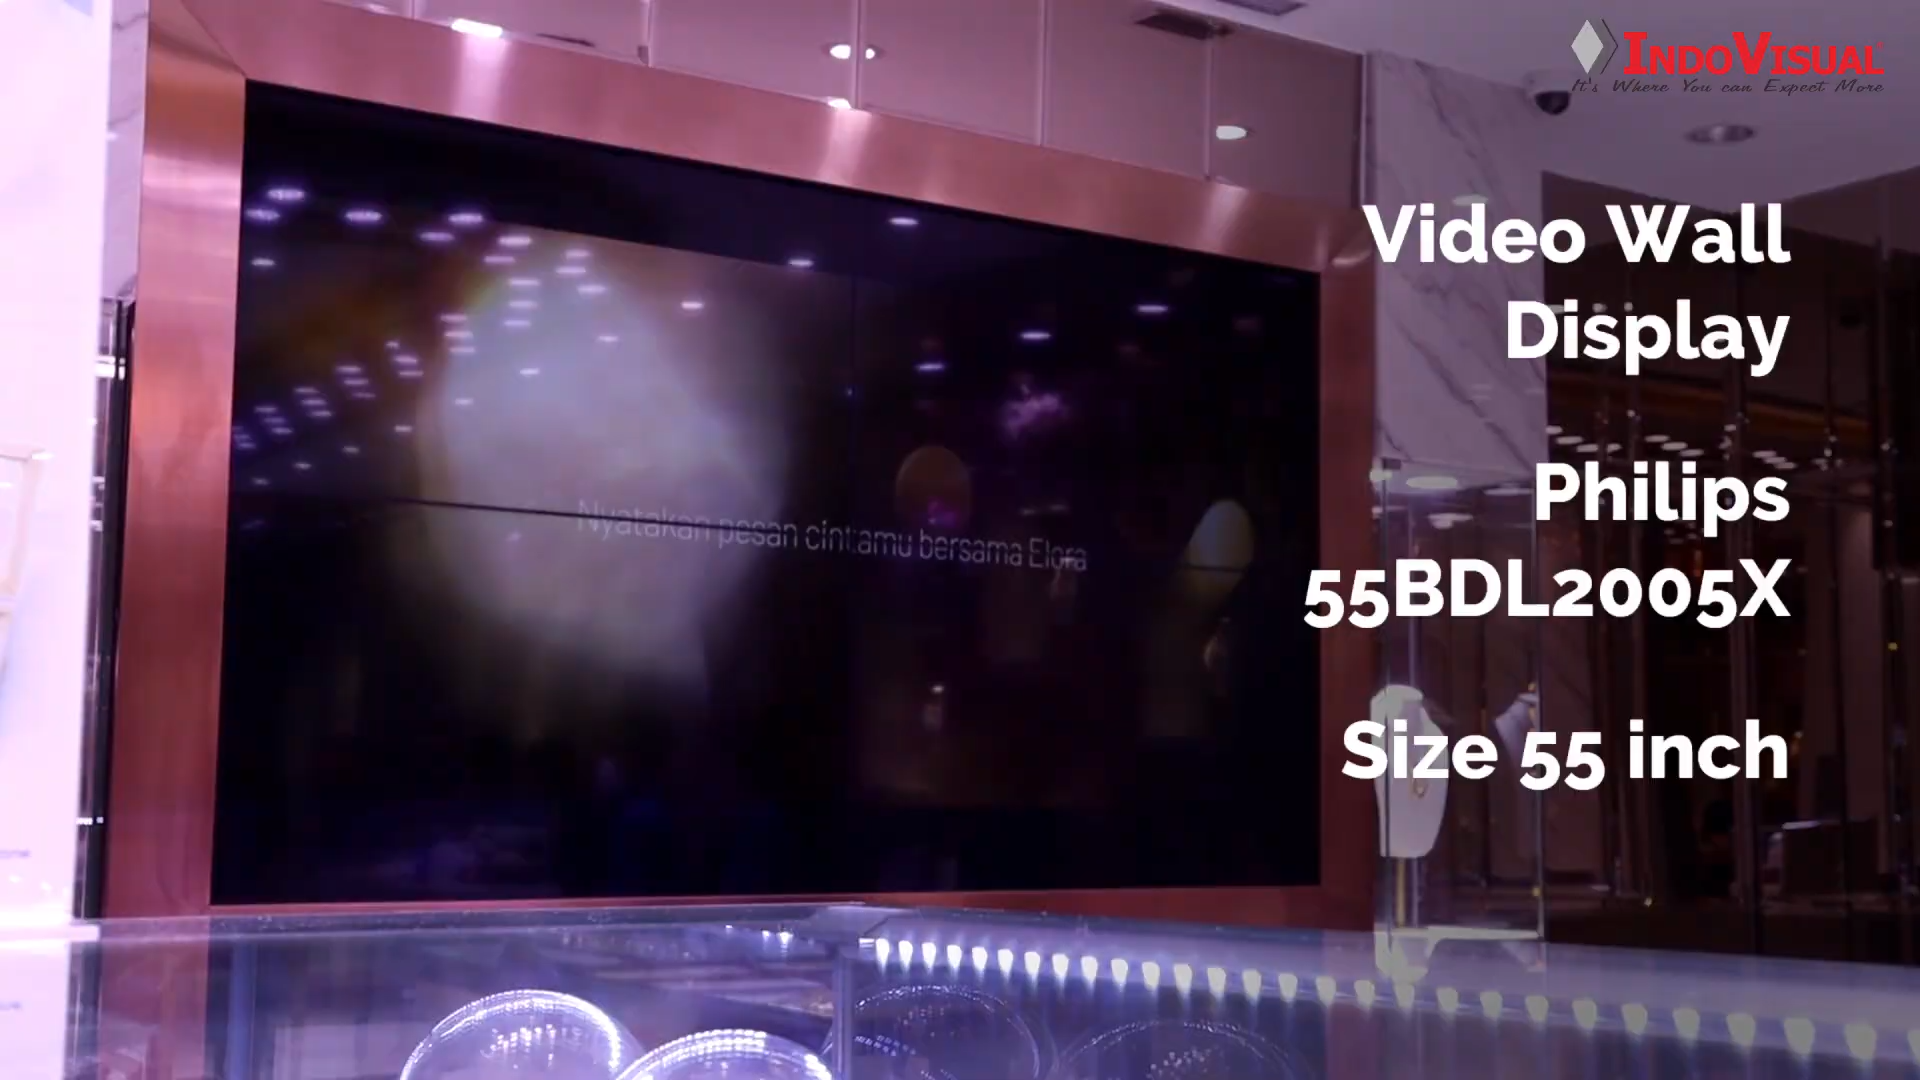 INDOVISUAL
It's Where You can Expect More
Video Wall
Display
Philips
55BDL2005X
Size 55 inch
Nyatakan pesan cintamu bersama Elora